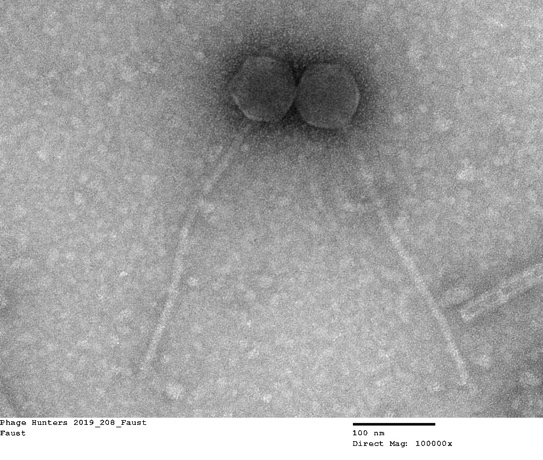 Phage Hunters 2019_208_Faust
Faust
100 nm
Direct Mag: 100000x